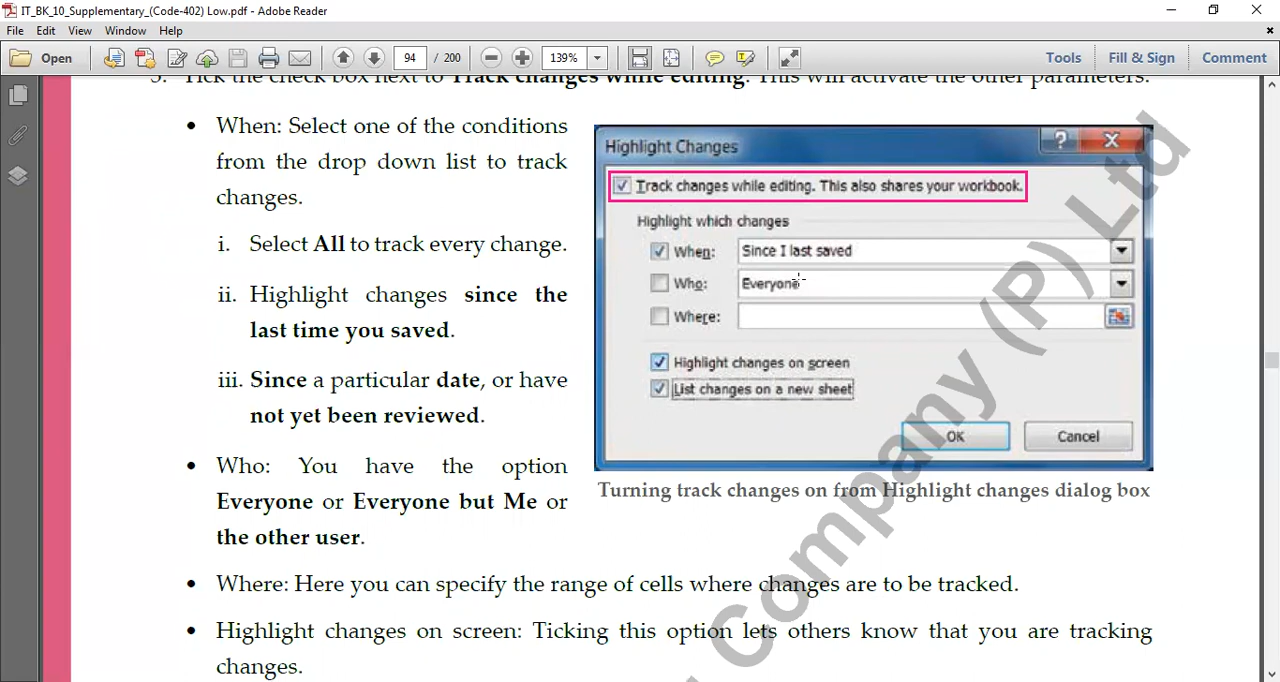 IT_BK_10_Supplementary_(Code-402) Low.pdf - Adobe Reader
File Edit View Window Help
Open 94 / 200 139% Tools Fill & Sign Comment
5. Tick the check box next to Track changes while editing. This will activate the other parameters.
• When: Select one of the conditions
from the drop down list to track
changes.
i. Select All to track every change.
ii. Highlight changes since the
last time you saved.
iii. Since a particular date, or have
not yet been reviewed.
• Who: You have the option
Everyone or Everyone but Me or
the other user.
Highlight Changes
Track changes while editing. This also shares your workbook.
Highlight which changes
When: Since I last saved
Who: Everyone
Where:
Highlight changes on screen
List changes on a new sheet
OK Cancel
Turning track changes on from Highlight changes dialog box
• Where: Here you can specify the range of cells where changes are to be tracked.
• Highlight changes on screen: Ticking this option lets others know that you are tracking
changes.
Company (P) Ltd